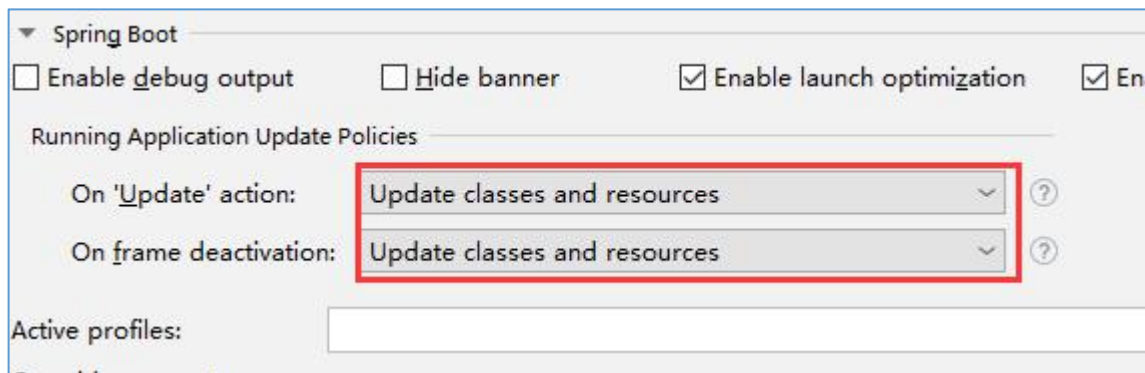 Spring Boot
Enable debug output Hide banner Enable launch optimization En
Running Application Update Policies
On 'Update' action: Update classes and resources
On frame deactivation: Update classes and resources
Active profiles: